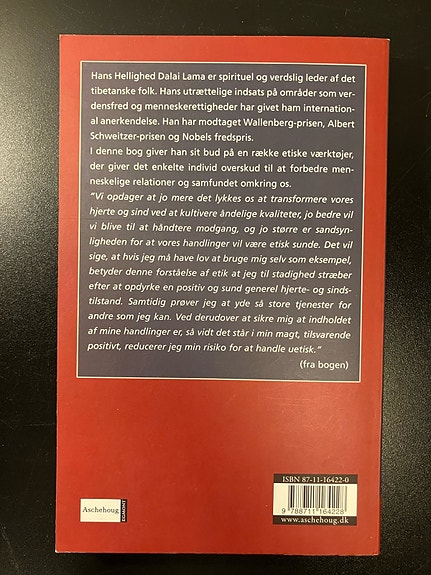 Hans Hellighed Dalai Lama er spirituel og verdslig leder af det
tibetanske folk. Hans utrættelige indsats på områder som ver-
densfred og menneskerettigheder har givet ham internation-
al anerkendelse. Han har modtaget Wallenberg-prisen, Albert
Schweitzer-prisen og Nobels fredspris.
I denne bog giver han sit bud på en række etiske værktøjer,
der giver det enkelte individ overskud til at forbedre men-
neskelige relationer og samfundet omkring os.
"Vi opdager at jo mere det lykkes os at transformere vores
hjerte og sind ved at kultivere åndelige kvaliteter, jo bedre vil
vi blive til at håndtere modgang, og jo større er sandsyn-
ligheden for at vores handlinger vil være etisk sunde. Det vil
sige, at hvis jeg må have lov at bruge mig selv som eksempel,
betyder denne forståelse af etik at jeg til stadighed stræber
efter at opdyrke en positiv og sund generel hjerte- og sinds-
tilstand. Samtidig prøver jeg at yde så store tjenester for
andre som jeg kan. Ved derudover at sikre mig at indholdet
af mine handlinger er, så vidt det står i min magt, tilsvarende
positivt, reducerer jeg min risiko for at handle uetisk."
(fra bogen)
ISBN 87-11-16422-0
9 788711 164228
www.aschehoug.dk
Aschehoug
EGMONT